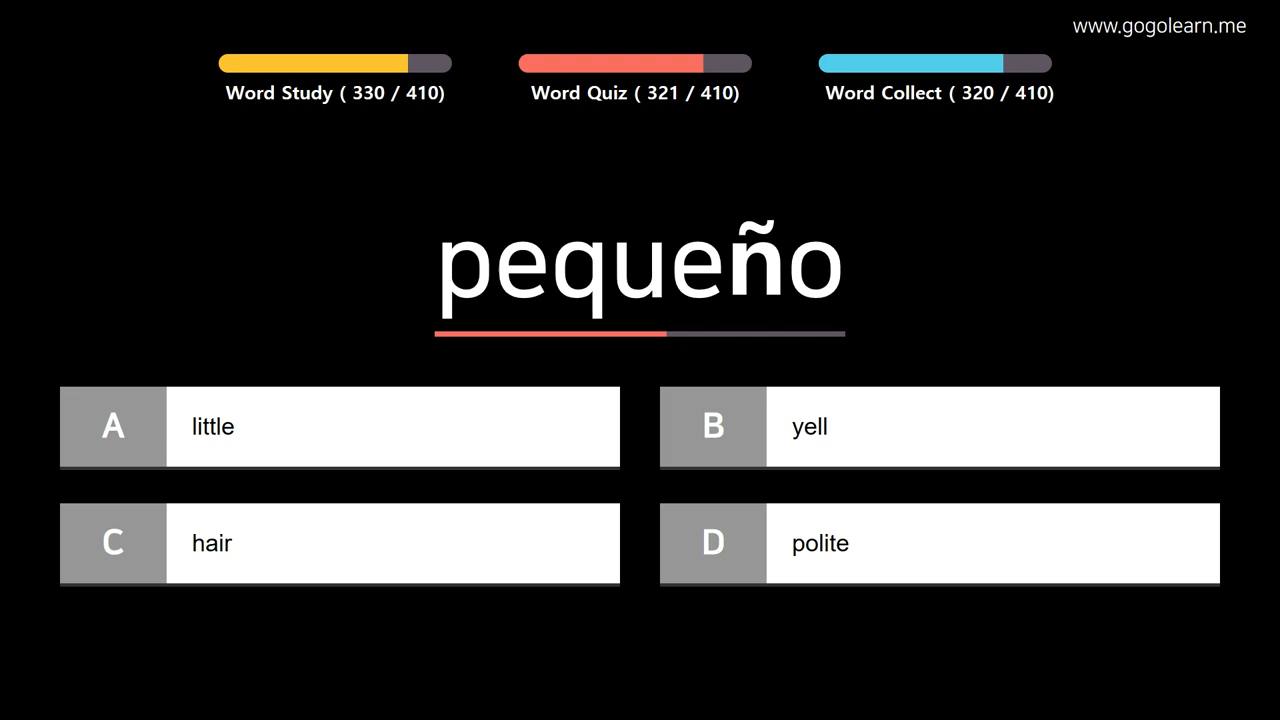 www.gogolearn.me
Word Study ( 330 / 410)
Word Quiz ( 321 / 410)
Word Collect ( 320 / 410)
pequeño
A little
B yell
C hair
D polite